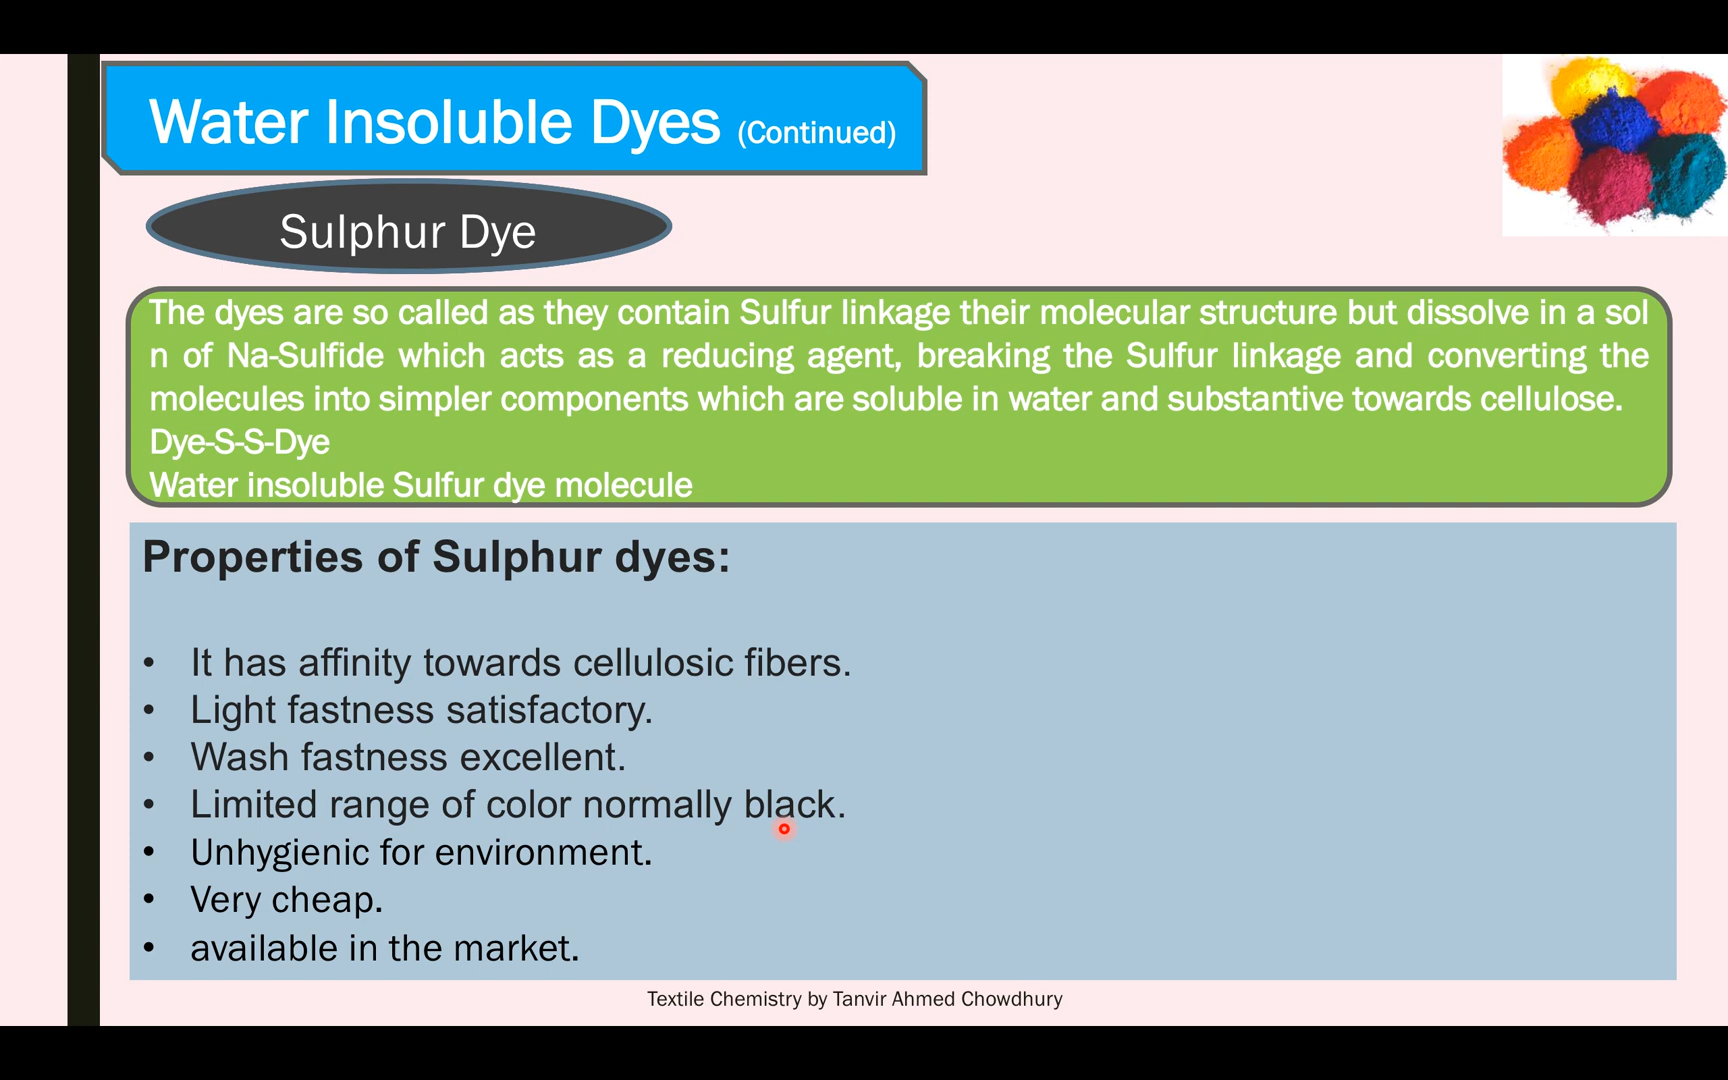 Water Insoluble Dyes (Continued)
Sulphur Dye
The dyes are so called as they contain Sulfur linkage their molecular structure but dissolve in a sol
n of Na-Sulfide which acts as a reducing agent, breaking the Sulfur linkage and converting the
molecules into simpler components which are soluble in water and substantive towards cellulose.
Dye-S-S-Dye
Water insoluble Sulfur dye molecule
Properties of Sulphur dyes:
• It has affinity towards cellulosic fibers.
• Light fastness satisfactory.
• Wash fastness excellent.
• Limited range of color normally black.
• Unhygienic for environment.
• Very cheap.
• available in the market.
Textile Chemistry by Tanvir Ahmed Chowdhury